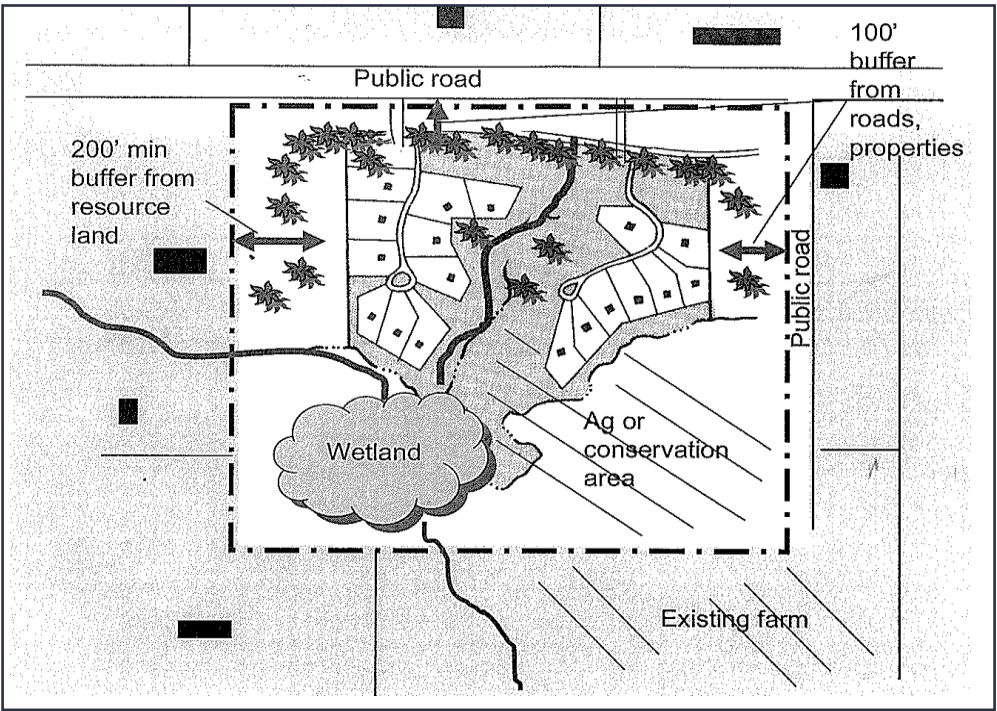 Public road
100'
buffer
from
roads,
properties
200' min
buffer from
resource
land
Public road
Wetland
Ag or
conservation
area
Existing farm